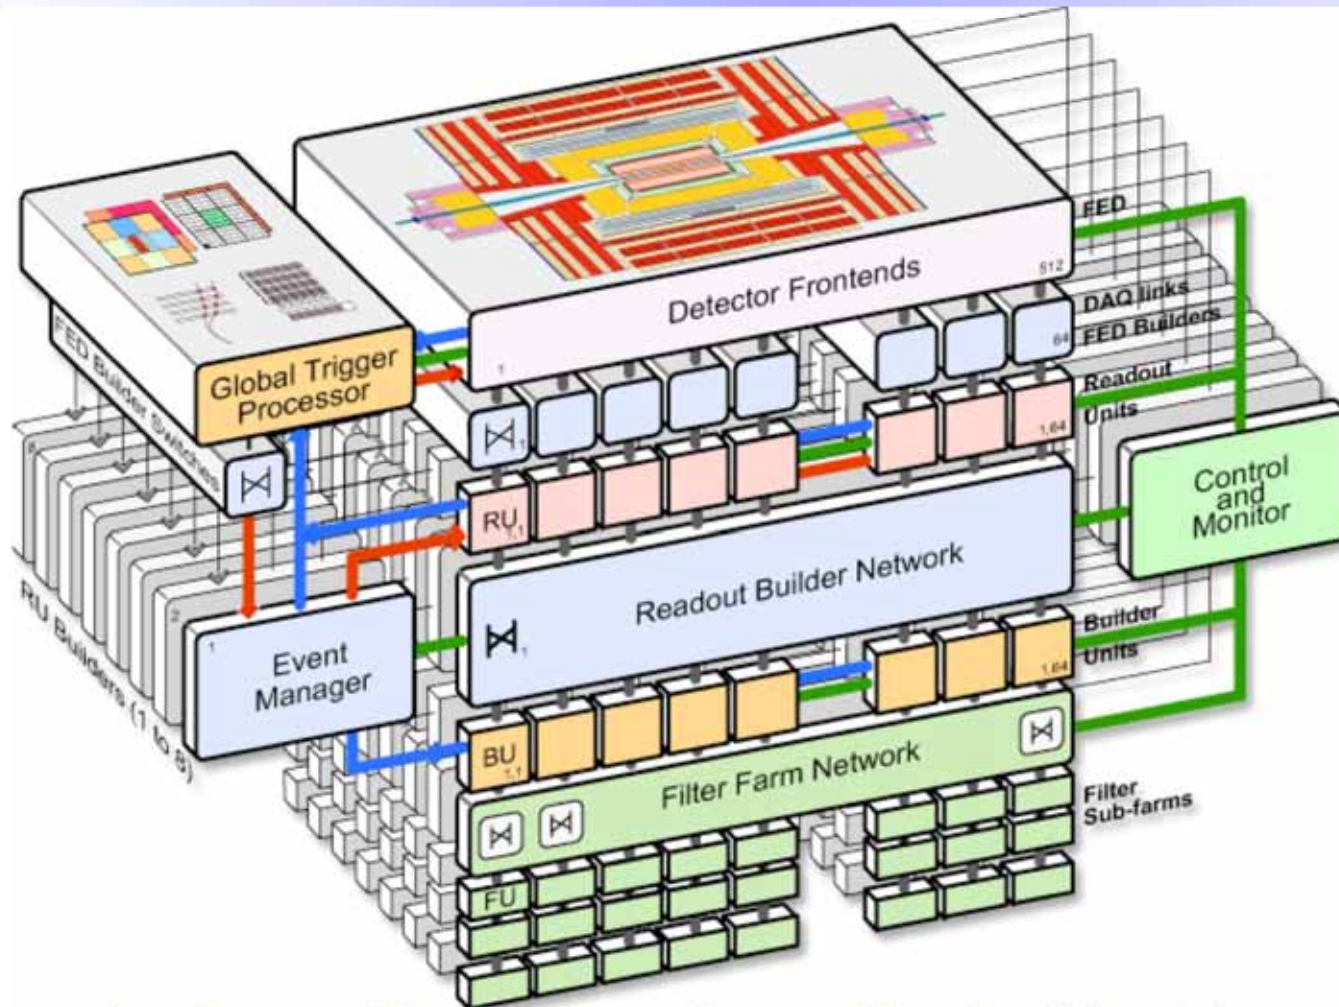 FED
Detector Frontends
512
1
DAQ links
FED Builders
64
FED Builder Switches
Global Trigger
Processor
1
Readout
Units
1,64
RU
1,1
Control
and
Monitor
Readout Builder Network
1
RU Builders (1 to 8)
8
2
1
Event
Manager
Builder
Units
1,64
BU
1,1
Filter Farm Network
Filter
Sub-farms
FU